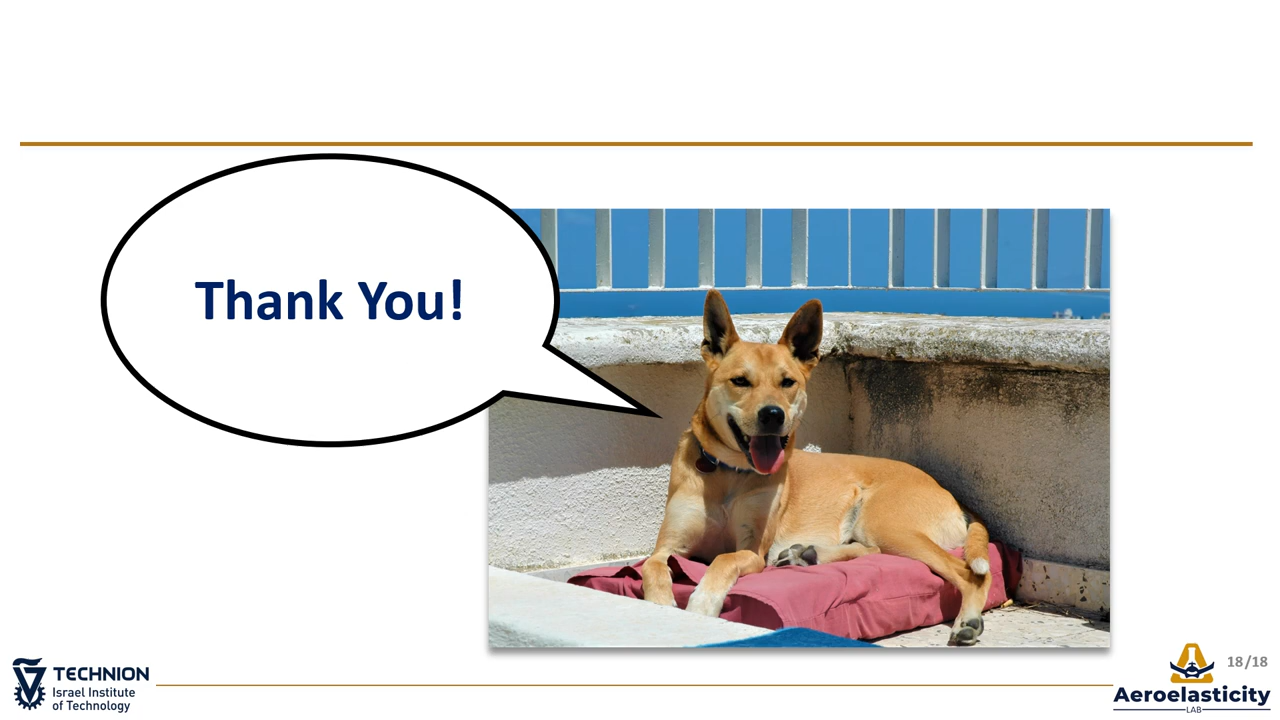 Thank You!
TECHNION
Israel Institute
of Technology
18/18
Aeroelasticity
LAB